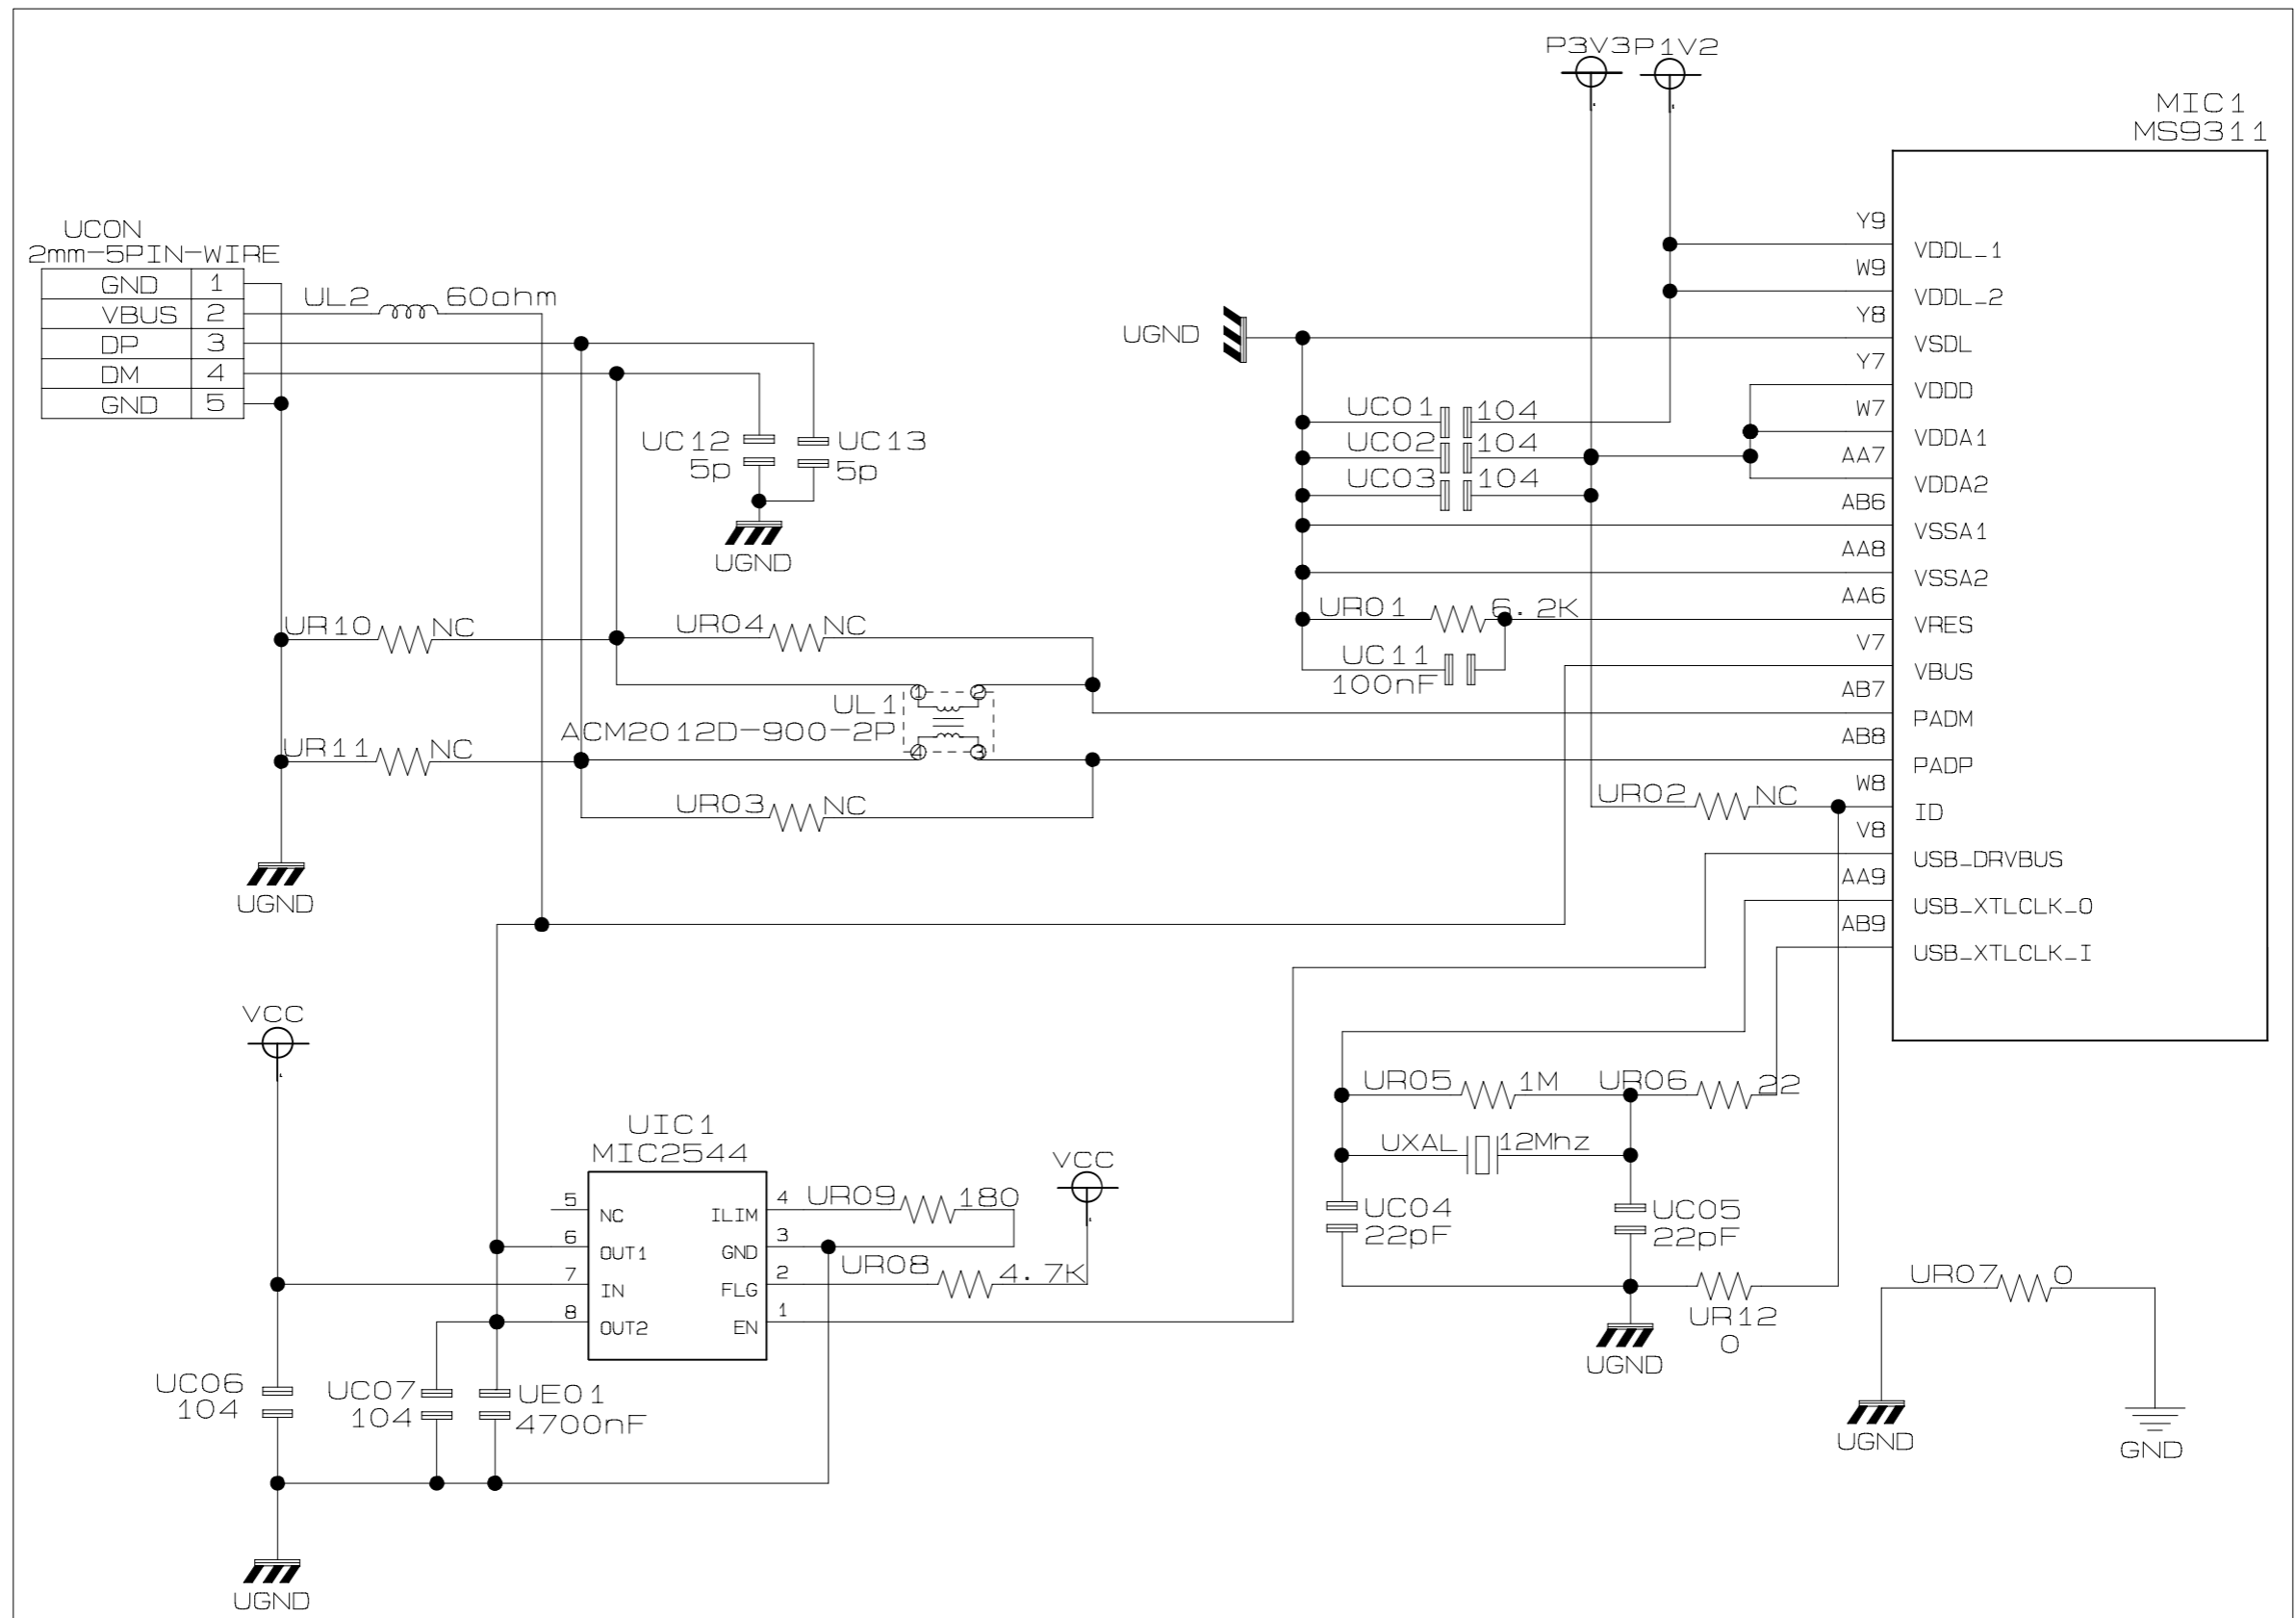 P3V3 P1V2
MIC1
MS9311
Y9
VDDL_1
W9
VDDL_2
Y8
VSDL
Y7
VDDD
W7
VDDA1
AA7
VDDA2
AB6
VSSA1
AA8
VSSA2
AA6
VRES
V7
VBUS
AB7
PADM
AB8
PADP
W8
ID
V8
USB_DRVBUS
AA9
USB_XTLCLK_O
AB9
USB_XTLCLK_I
UCON
2mm-5PIN-WIRE
GND 1
VBUS 2
DP 3
DM 4
GND 5
UL2 60ohm
UC12
5p
UC13
5p
UGND
UGND
UC01 104
UC02 104
UC03 104
UR01 6.2K
UC11
100nF
UR10 NC
UR04 NC
UL1
ACM2012D-900-2P
1 2
4 3
UR11 NC
UR03 NC
UR02 NC
UGND
VCC
UIC1
MIC2544
5 NC
6 OUT1
7 IN
8 OUT2
ILIM 4
GND 3
FLG 2
EN 1
UR09 180
UR08 4.7K
VCC
UC06
104
UC07
104
UE01
4700nF
UGND
UR05 1M
UR06 22
UXAL 12Mhz
UC04
22pF
UC05
22pF
UR12
0
UGND
UR07 0
UGND
GND